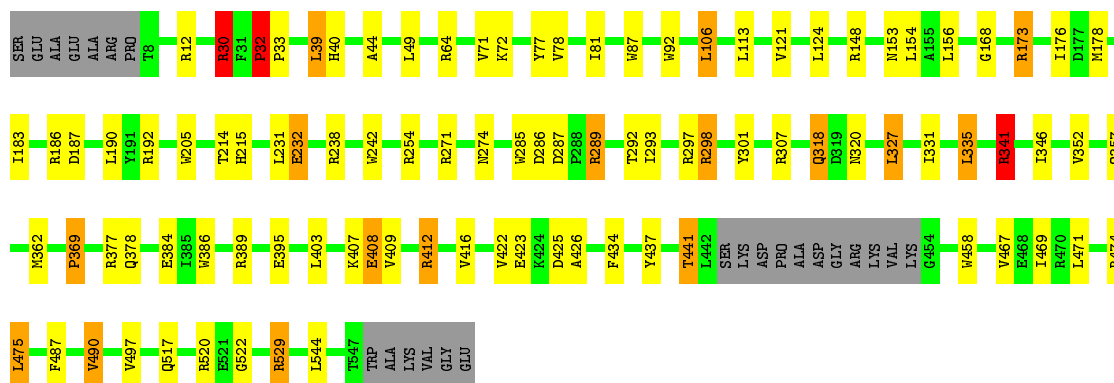 SER GLU ALA GLU ALA ARG PRO T8 R12 R30 F31 P32 P33 L39 H40 A44 L49 R64 V71 K72 Y77 V78 I81 W87 W92 L106 L113 V121 L124 R148 N153 L154 A155 L156 G168 R173 I176 D177 M178
I183 R186 D187 L190 Y191 R192 W205 T214 H215 L231 E232 R238 W242 R254 R271 N274 W285 D286 D287 P288 R289 T292 I293 R297 R298 Y301 R307 Q318 D319 N320 L327 I331 L335 R341 I346 V352
M362 P369 R377 Q378 E384 I385 W386 R389 E395 L403 K407 E408 V409 R412 V416 V422 E423 K424 D425 A426 F434 Y437 T441 L442 SER LYS ASP PRO ALA ASP GLY ARG LYS VAL LYS G454 W458 V467 E468 I469 R470 L471
L475 F487 V490 V497 Q517 R520 E521 G522 R529 L544 T547 TRP ALA LYS VAL GLY GLU